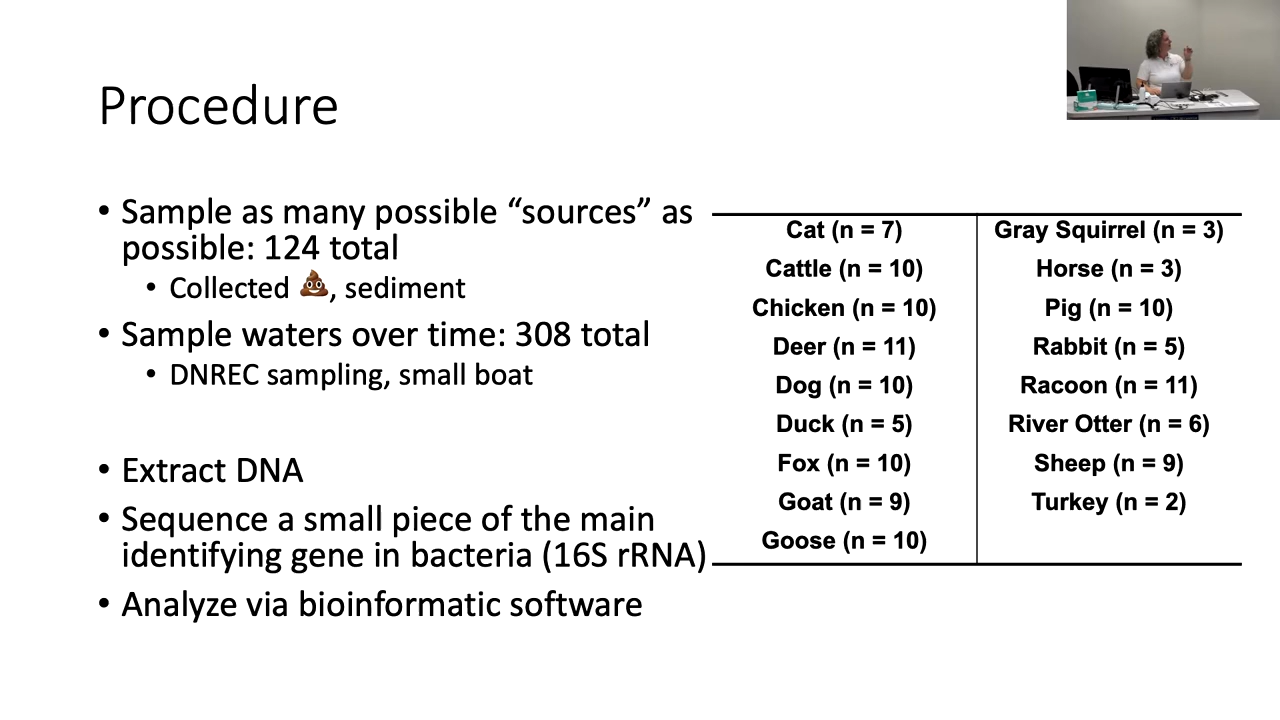 Procedure
• Sample as many possible “sources” as
possible: 124 total
• Collected 💩, sediment
• Sample waters over time: 308 total
• DNREC sampling, small boat
• Extract DNA
• Sequence a small piece of the main
identifying gene in bacteria (16S rRNA)
• Analyze via bioinformatic software
Cat (n = 7)
Cattle (n = 10)
Chicken (n = 10)
Deer (n = 11)
Dog (n = 10)
Duck (n = 5)
Fox (n = 10)
Goat (n = 9)
Goose (n = 10)
Gray Squirrel (n = 3)
Horse (n = 3)
Pig (n = 10)
Rabbit (n = 5)
Racoon (n = 11)
River Otter (n = 6)
Sheep (n = 9)
Turkey (n = 2)